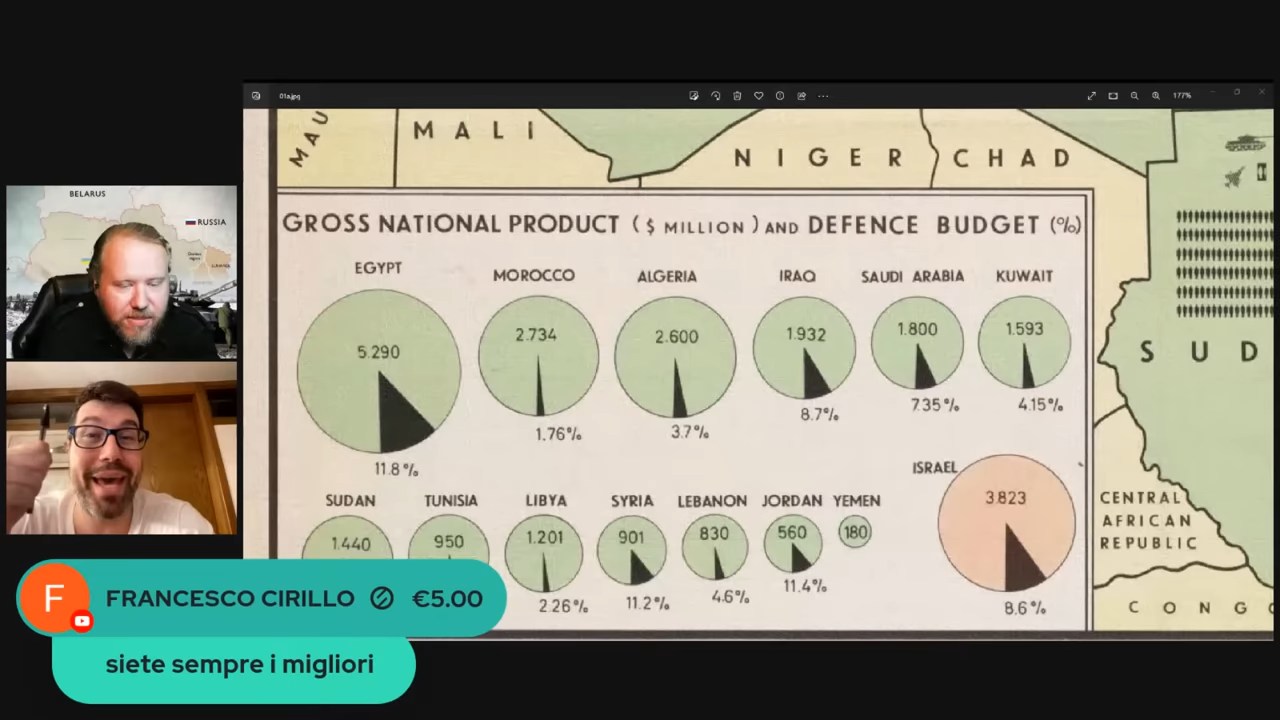 01a.jpg
177%
MAU
MALI
NIGER
CHAD
GROSS NATIONAL PRODUCT ($ MILLION) AND DEFENCE BUDGET (%)
EGYPT
MOROCCO
ALGERIA
IRAQ
SAUDI ARABIA
KUWAIT
5.290
2.734
2.600
1.932
1.800
1.593
11.8%
1.76%
3.7%
8.7%
7.35%
4.15%
SUDAN
TUNISIA
LIBYA
SYRIA
LEBANON
JORDAN
YEMEN
ISRAEL
1.440
950
1.201
901
830
560
180
3.823
2.26%
11.2%
4.6%
11.4%
8.6%
SUD
CENTRAL
AFRICAN
REPUBLIC
CONGO
BELARUS
RUSSIA
FRANCESCO CIRILLO €5.00
F
siete sempre i migliori